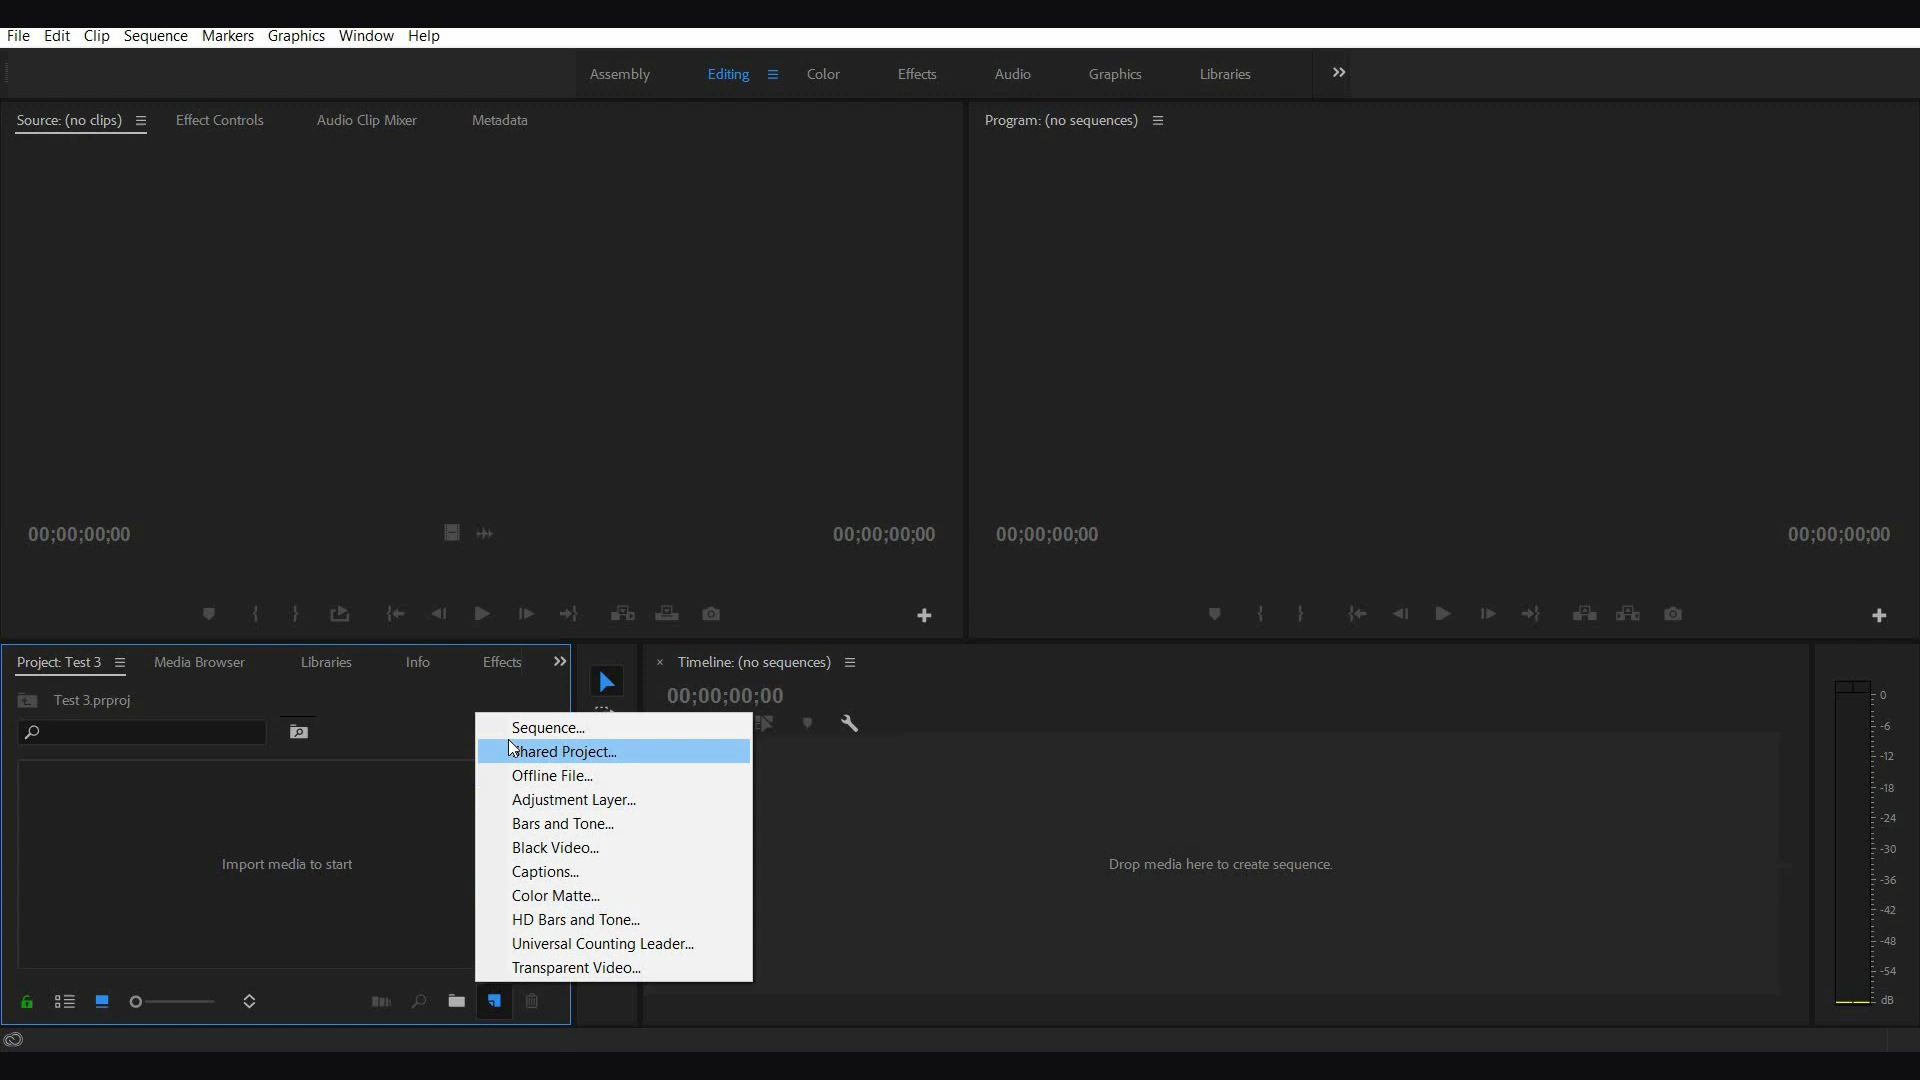 File Edit Clip Sequence Markers Graphics Window Help
Assembly Editing Color Effects Audio Graphics Libraries
Source: (no clips) Effect Controls Audio Clip Mixer Metadata
Program: (no sequences)
00;00;00;00 00;00;00;00
00;00;00;00 00;00;00;00
Project: Test 3 Media Browser Libraries Info Effects
Test 3.prproj
Import media to start
Sequence...
Shared Project...
Offline File...
Adjustment Layer...
Bars and Tone...
Black Video...
Captions...
Color Matte...
HD Bars and Tone...
Universal Counting Leader...
Transparent Video...
× Timeline: (no sequences)
00;00;00;00
Drop media here to create sequence.
0
-6
-12
-18
-24
-30
-36
-42
-48
-54
dB